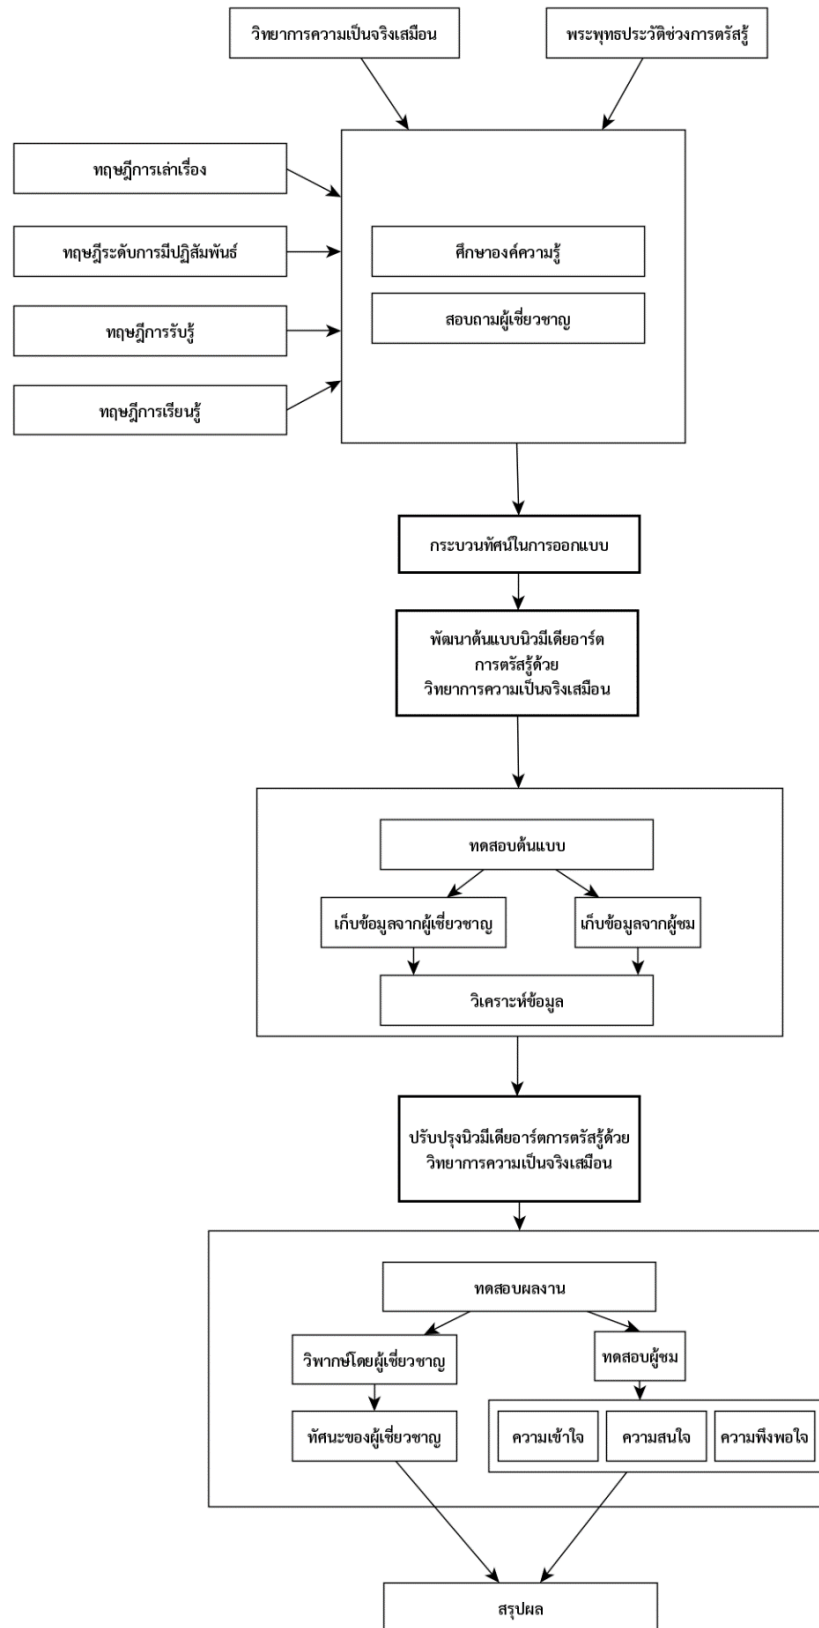 วิทยาการความเป็นจริงเสมือน
พระพุทธประวัติช่วงการตรัสรู้
ทฤษฎีการเล่าเรื่อง
ทฤษฎีระดับการมีปฏิสัมพันธ์
ทฤษฎีการรับรู้
ทฤษฎีการเรียนรู้
ศึกษาองค์ความรู้
สอบถามผู้เชี่ยวชาญ
กระบวนทัศน์ในการออกแบบ
พัฒนาต้นแบบนิวมีเดียอาร์ต
การตรัสรู้ด้วย
วิทยาการความเป็นจริงเสมือน
ทดสอบต้นแบบ
เก็บข้อมูลจากผู้เชี่ยวชาญ
เก็บข้อมูลจากผู้ชม
วิเคราะห์ข้อมูล
ปรับปรุงนิวมีเดียอาร์ตการตรัสรู้ด้วย
วิทยาการความเป็นจริงเสมือน
ทดสอบผลงาน
วิพากษ์โดยผู้เชี่ยวชาญ
ทดสอบผู้ชม
ทัศนะของผู้เชี่ยวชาญ
ความเข้าใจ
ความสนใจ
ความพึงพอใจ
สรุปผล